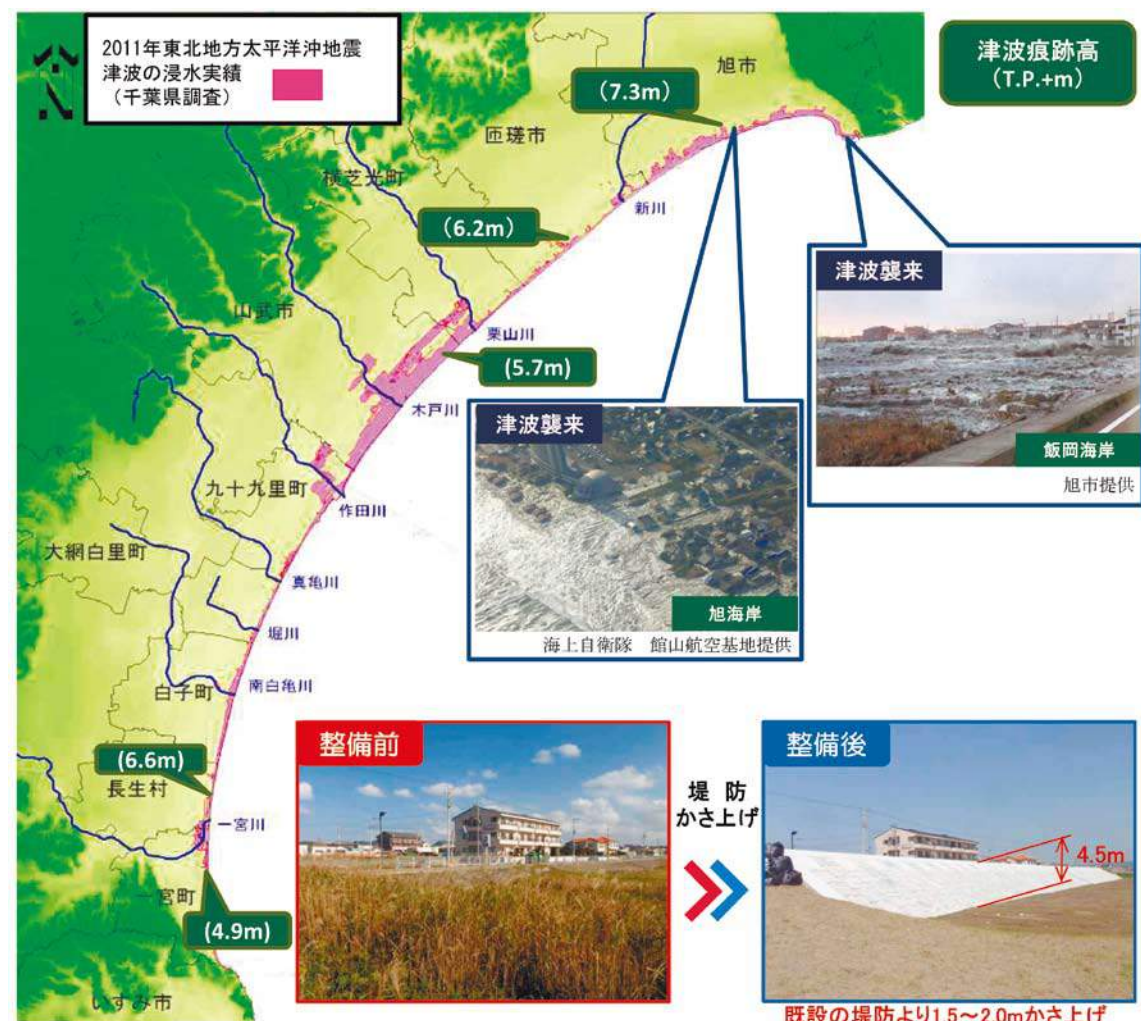 2011年東北地方太平洋沖地震
津波の浸水実績
（千葉県調査）
津波痕跡高
（T.P.+m）
旭市
（7.3m）
匝瑳市
横芝光町
新川
（6.2m）
津波襲来
飯岡海岸
旭市提供
山武市
栗山川
(5.7m)
木戸川
津波襲来
旭海岸
海上自衛隊　館山航空基地提供
九十九里町
作田川
大網白里町
真亀川
堀川
白子町
南白亀川
(6.6m)
長生村
一宮川
一宮町
(4.9m)
いすみ市
整備前
堤防
かさ上げ
整備後
4.5m
既設の堤防より1.5～2.0mかさ上げ